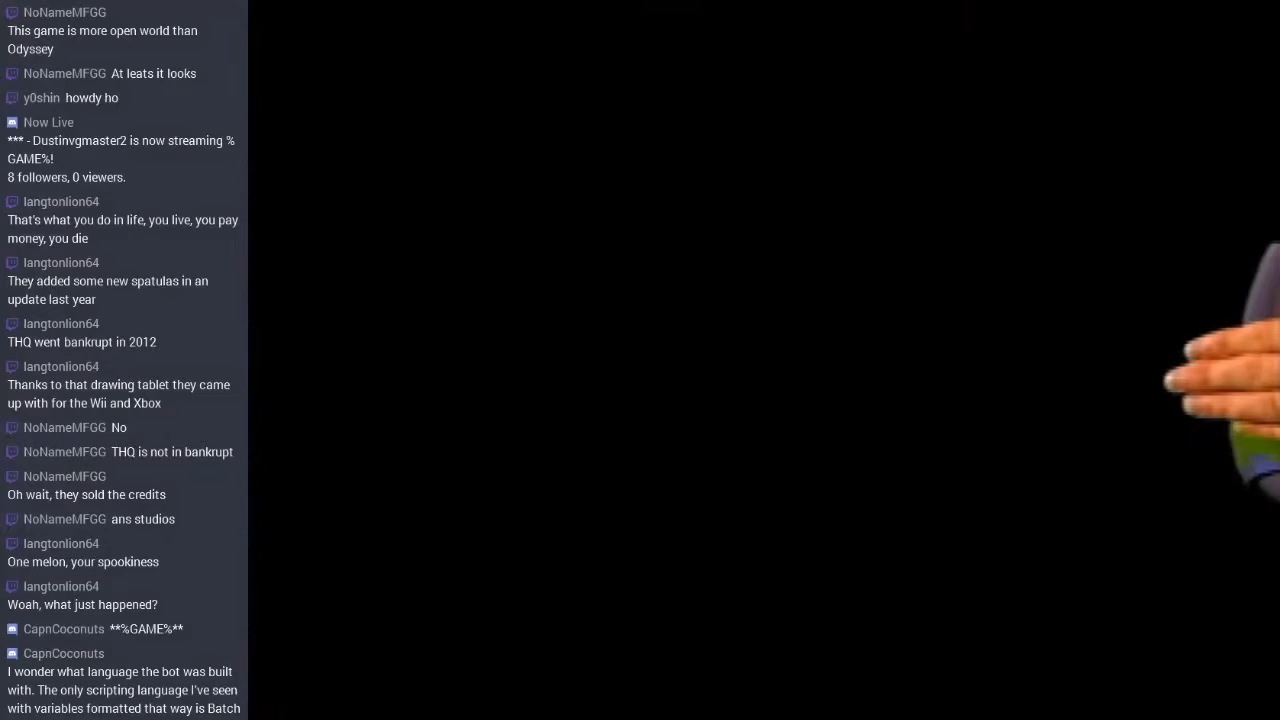 NoNameMFGG
This game is more open world than
Odyssey
NoNameMFGG At leats it looks
y0shin howdy ho
Now Live
*** - Dustinvgmaster2 is now streaming %
GAME%!
8 followers, 0 viewers.
langtonlion64
That's what you do in life, you live, you pay
money, you die
langtonlion64
They added some new spatulas in an
update last year
langtonlion64
THQ went bankrupt in 2012
langtonlion64
Thanks to that drawing tablet they came
up with for the Wii and Xbox
NoNameMFGG No
NoNameMFGG THQ is not in bankrupt
NoNameMFGG
Oh wait, they sold the credits
NoNameMFGG ans studios
langtonlion64
One melon, your spookiness
langtonlion64
Woah, what just happened?
CapnCoconuts **%GAME%**
CapnCoconuts
I wonder what language the bot was built
with. The only scripting language I've seen
with variables formatted that way is Batch